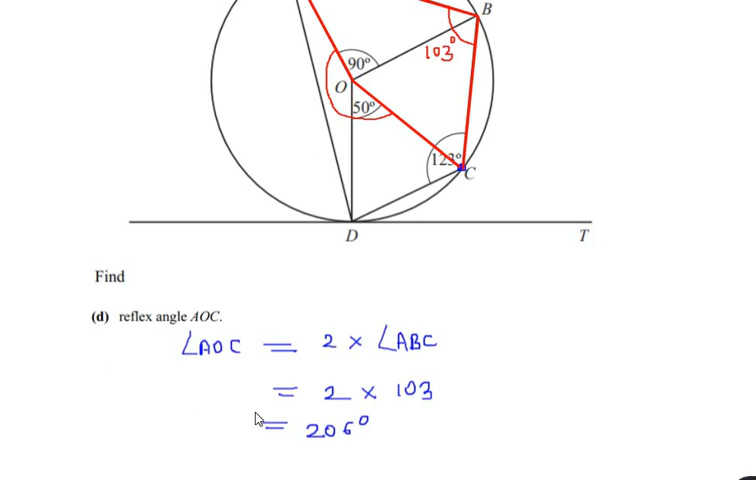 B
103°
90°
O
50°
123°
C
D
T
Find
(d) reflex angle AOC.
∠AOC = 2 × ∠ABC
= 2 × 103
= 206°